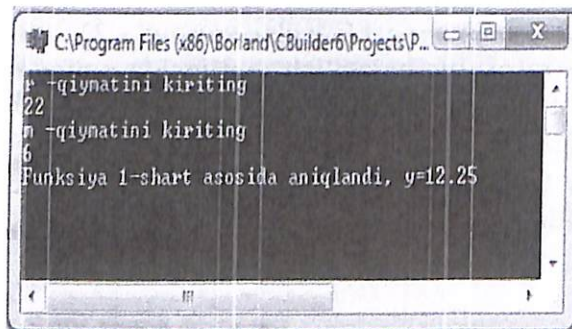 C:\Program Files (x86)\Borland\CBuilder6\Projects\P...
r -qiymatini kiriting
22
m -qiymatini kiriting
6
Funksiya 1-shart asosida aniqlandi, y=12.25